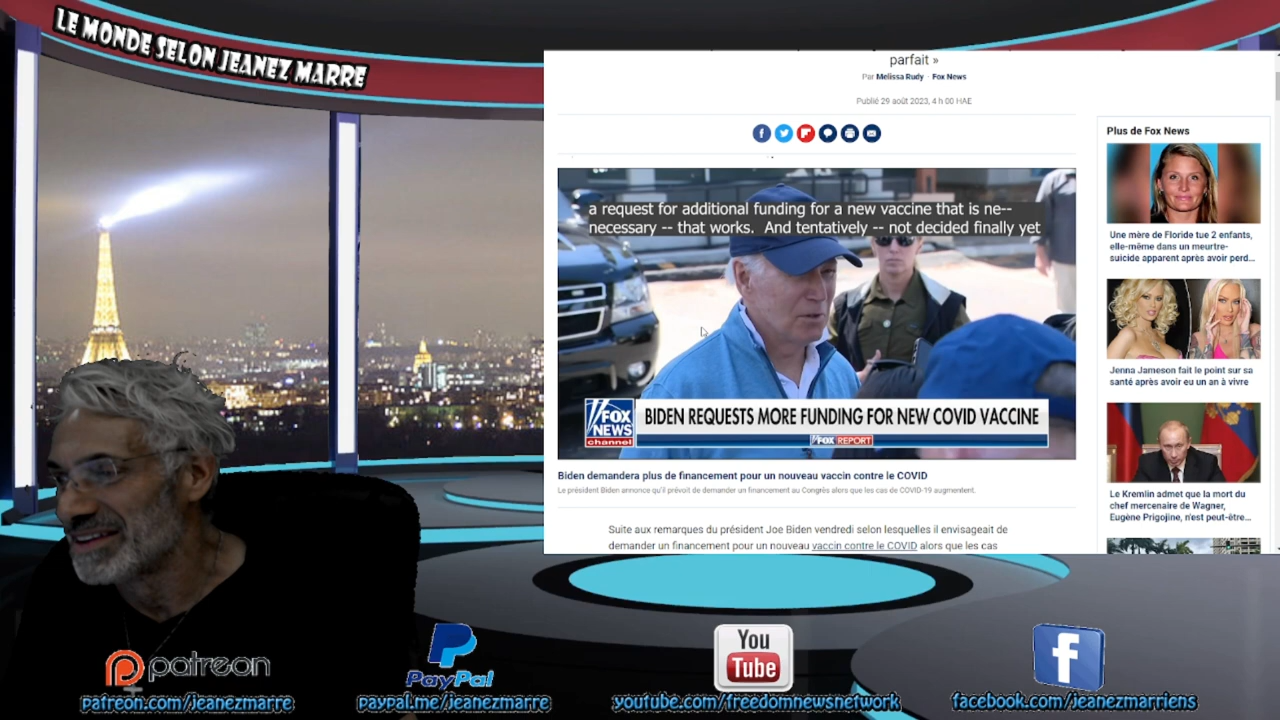 LE MONDE SELON JEANEZ MARRE
parfait »
Par Melissa Rudy · Fox News
Publié 29 août 2023, 4 h 00 HAE
a request for additional funding for a new vaccine that is ne--
necessary -- that works. And tentatively -- not decided finally yet
FOX
NEWS
channel
BIDEN REQUESTS MORE FUNDING FOR NEW COVID VACCINE
FOX REPORT
Biden demandera plus de financement pour un nouveau vaccin contre le COVID
Le président Biden annonce qu'il prévoit de demander un financement au Congrès alors que les cas de COVID-19 augmentent.
Suite aux remarques du président Joe Biden vendredi selon lesquelles il envisageait de
demander un financement pour un nouveau vaccin contre le COVID alors que les cas
Plus de Fox News
Une mère de Floride tue 2 enfants,
elle-même dans un meurtre-
suicide apparent après avoir perd...
Jenna Jameson fait le point sur sa
santé après avoir eu un an à vivre
Le Kremlin admet que la mort du
chef mercenaire de Wagner,
Eugène Prigojine, n'est peut-être...
patreon
patreon.com/jeanezmarre
PayPal
paypal.me/jeanezmarre
You
Tube
youtube.com/freedomnewsnetwork
f
facebook.com/jeanezmarriens